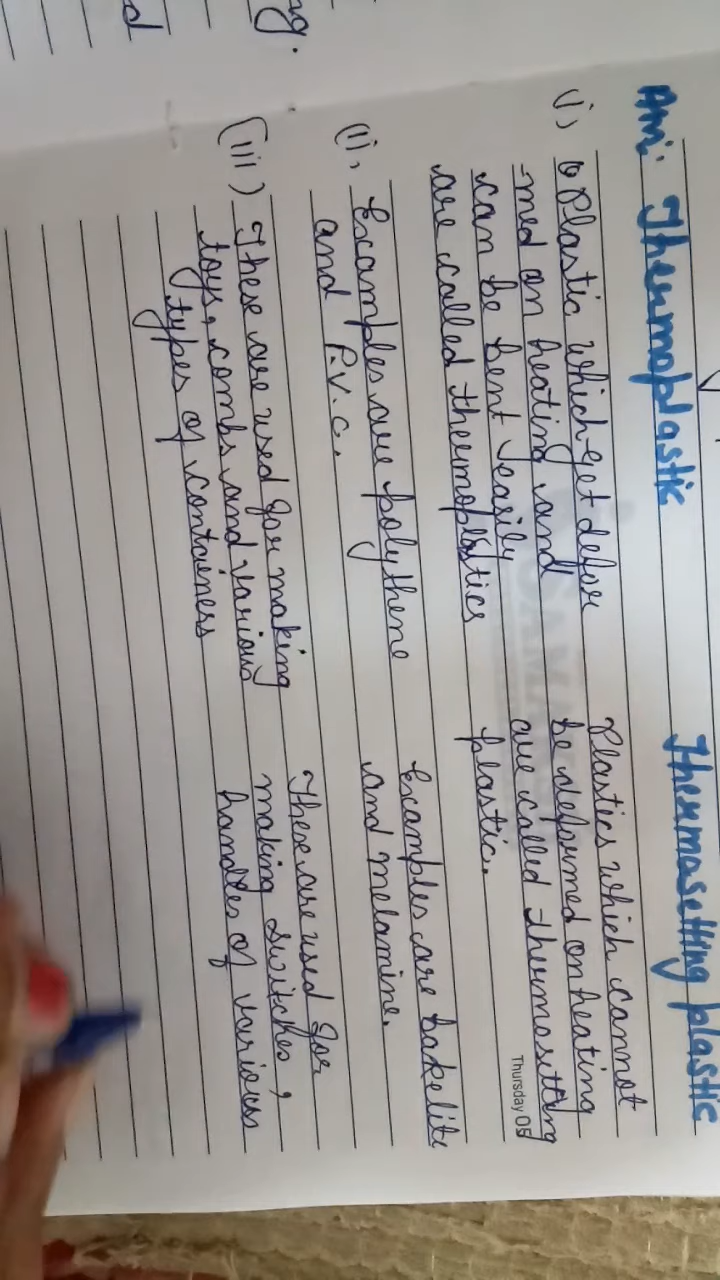 Ans: Thermoplastic    Thermosetting plastic
i) Plastic which get defor    Plastics which cannot
-med on heating and    be deformed on heating
can be bent easily    are called thermosetting
are called thermoplastics    plastic.
Thursday 05
ii) Examples are polythene    Examples are bakelite
and P.V.C.    and melamine.
(iii) These are used for making    These are used for
toys, combs and various    making switches,
types of containers    handles of various
ng.
d